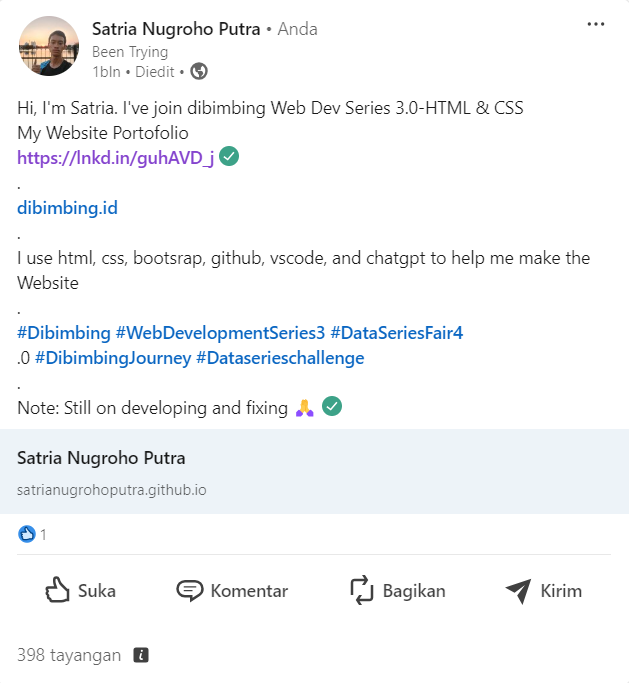 Satria Nugroho Putra • Anda
Been Trying
1bln • Diedit •
Hi, I'm Satria. I've join dibimbing Web Dev Series 3.0-HTML & CSS
My Website Portofolio
https://lnkd.in/guhAVD_j
.
dibimbing.id
.
I use html, css, bootsrap, github, vscode, and chatgpt to help me make the
Website
.
#Dibimbing #WebDevelopmentSeries3 #DataSeriesFair4
.0 #DibimbingJourney #Dataserieschallenge
.
Note: Still on developing and fixing 🙏 ✅
Satria Nugroho Putra
satrianugrohoputra.github.io
1
Suka Komentar Bagikan Kirim
398 tayangan